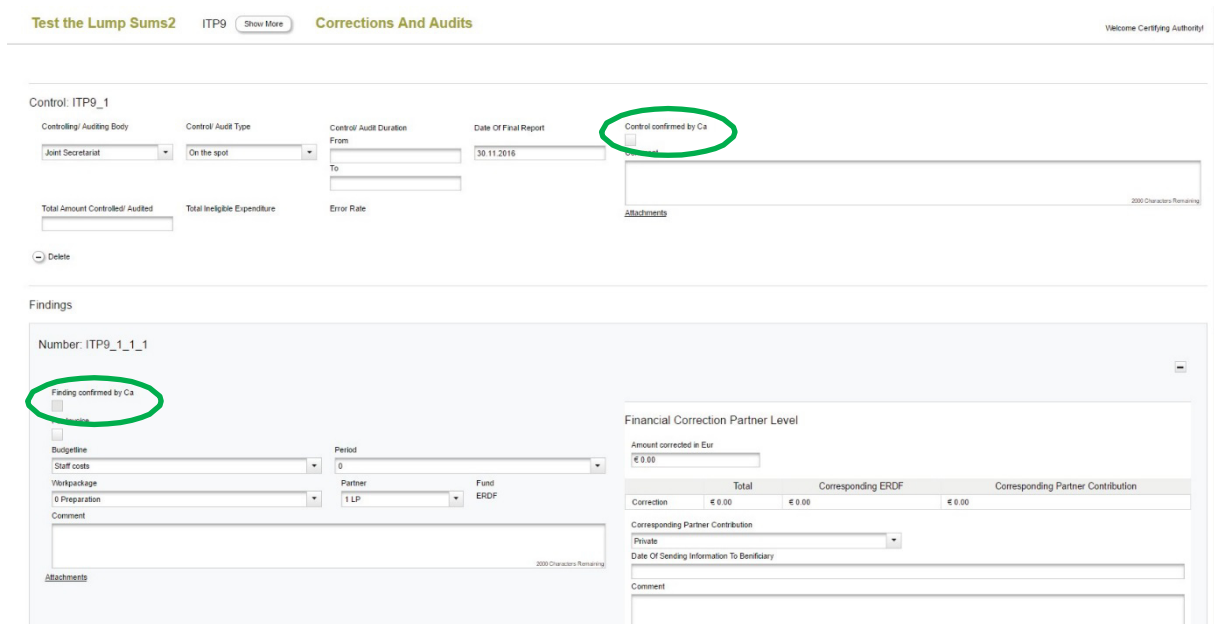 Test the Lump Sums2 ITP9 Show More Corrections And Audits
Welcome Certifying Authority!
Control: ITP9_1
Controlling/ Auditing Body Control/ Audit Type Control/ Audit Duration Date Of Final Report Control confirmed by Ca
From
Joint Secretariat On the spot 30.11.2016
To
2000 Characters Remaining
Total Amount Controlled/ Audited Total Ineligible Expenditure Error Rate Attachments
Delete
Findings
Number: ITP9_1_1_1
Finding confirmed by Ca
Budgetline Period
Staff costs 0
Workpackage Partner Fund
0 Preparation 1 LP ERDF
Comment
2000 Characters Remaining
Attachments
Financial Correction Partner Level
Amount corrected in Eur
€ 0.00
Total Corresponding ERDF Corresponding Partner Contribution
Correction € 0.00 € 0.00 € 0.00
Corresponding Partner Contribution
Private
Date Of Sending Information To Benificiary
Comment